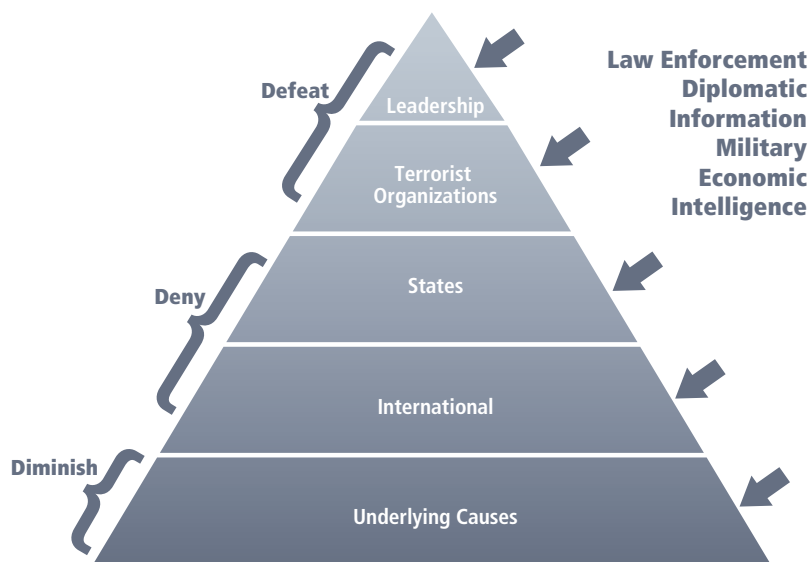 Defeat
Deny
Diminish
Leadership
Terrorist
Organizations
States
International
Underlying Causes
Law Enforcement
Diplomatic
Information
Military
Economic
Intelligence